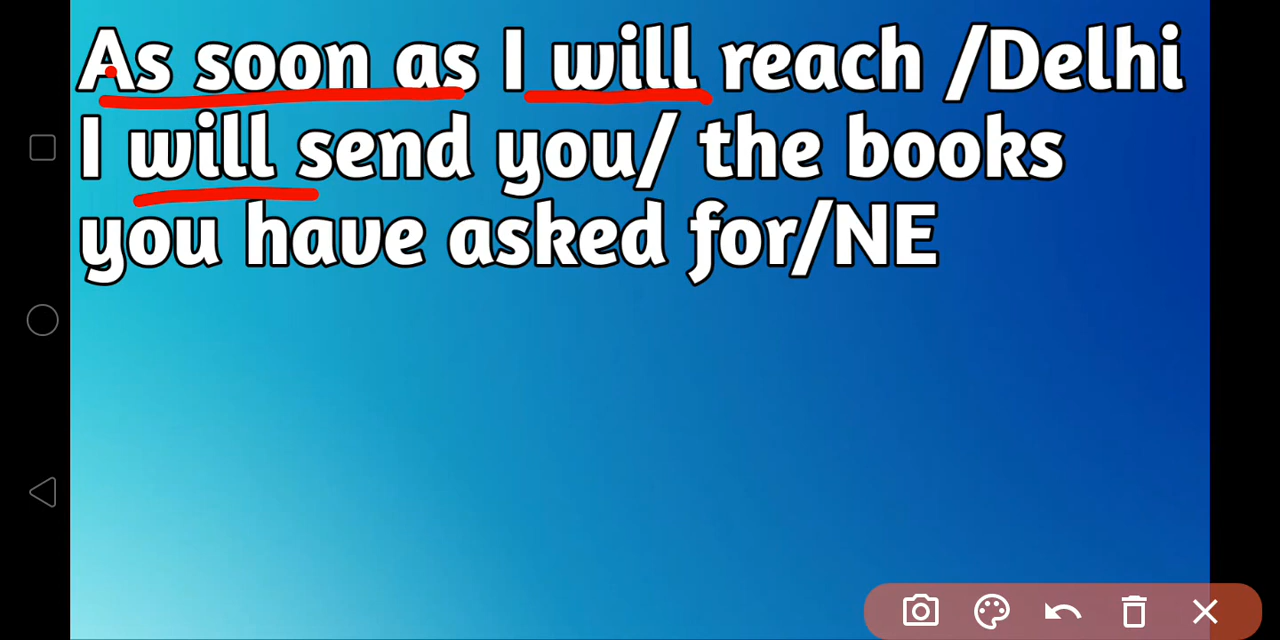 As soon as I will reach /Delhi
I will send you/ the books
you have asked for/NE